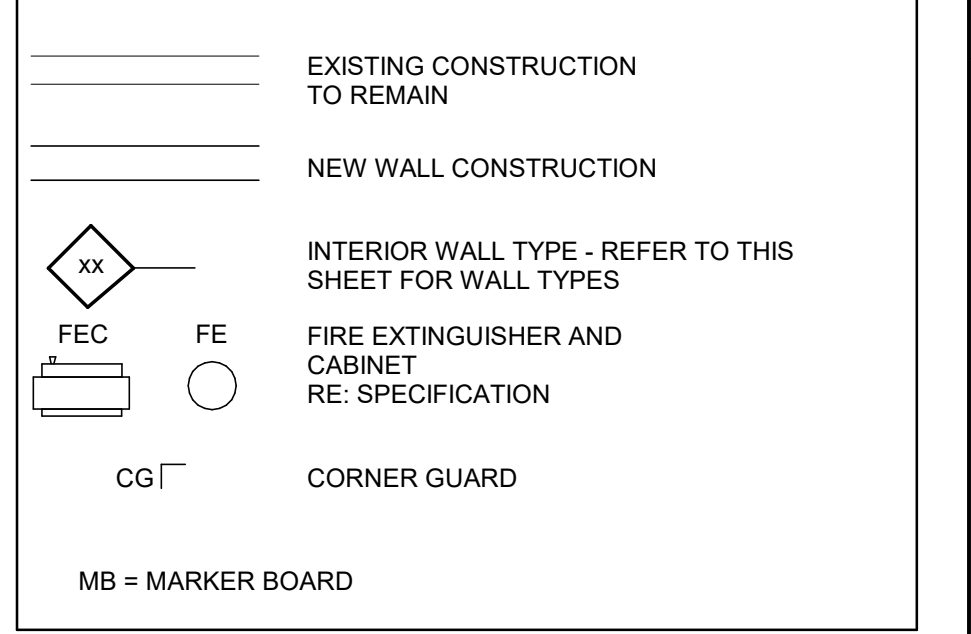 EXISTING CONSTRUCTION
TO REMAIN
NEW WALL CONSTRUCTION
XX
INTERIOR WALL TYPE - REFER TO THIS
SHEET FOR WALL TYPES
FEC FE
FIRE EXTINGUISHER AND
CABINET
RE: SPECIFICATION
CG
CORNER GUARD
MB = MARKER BOARD